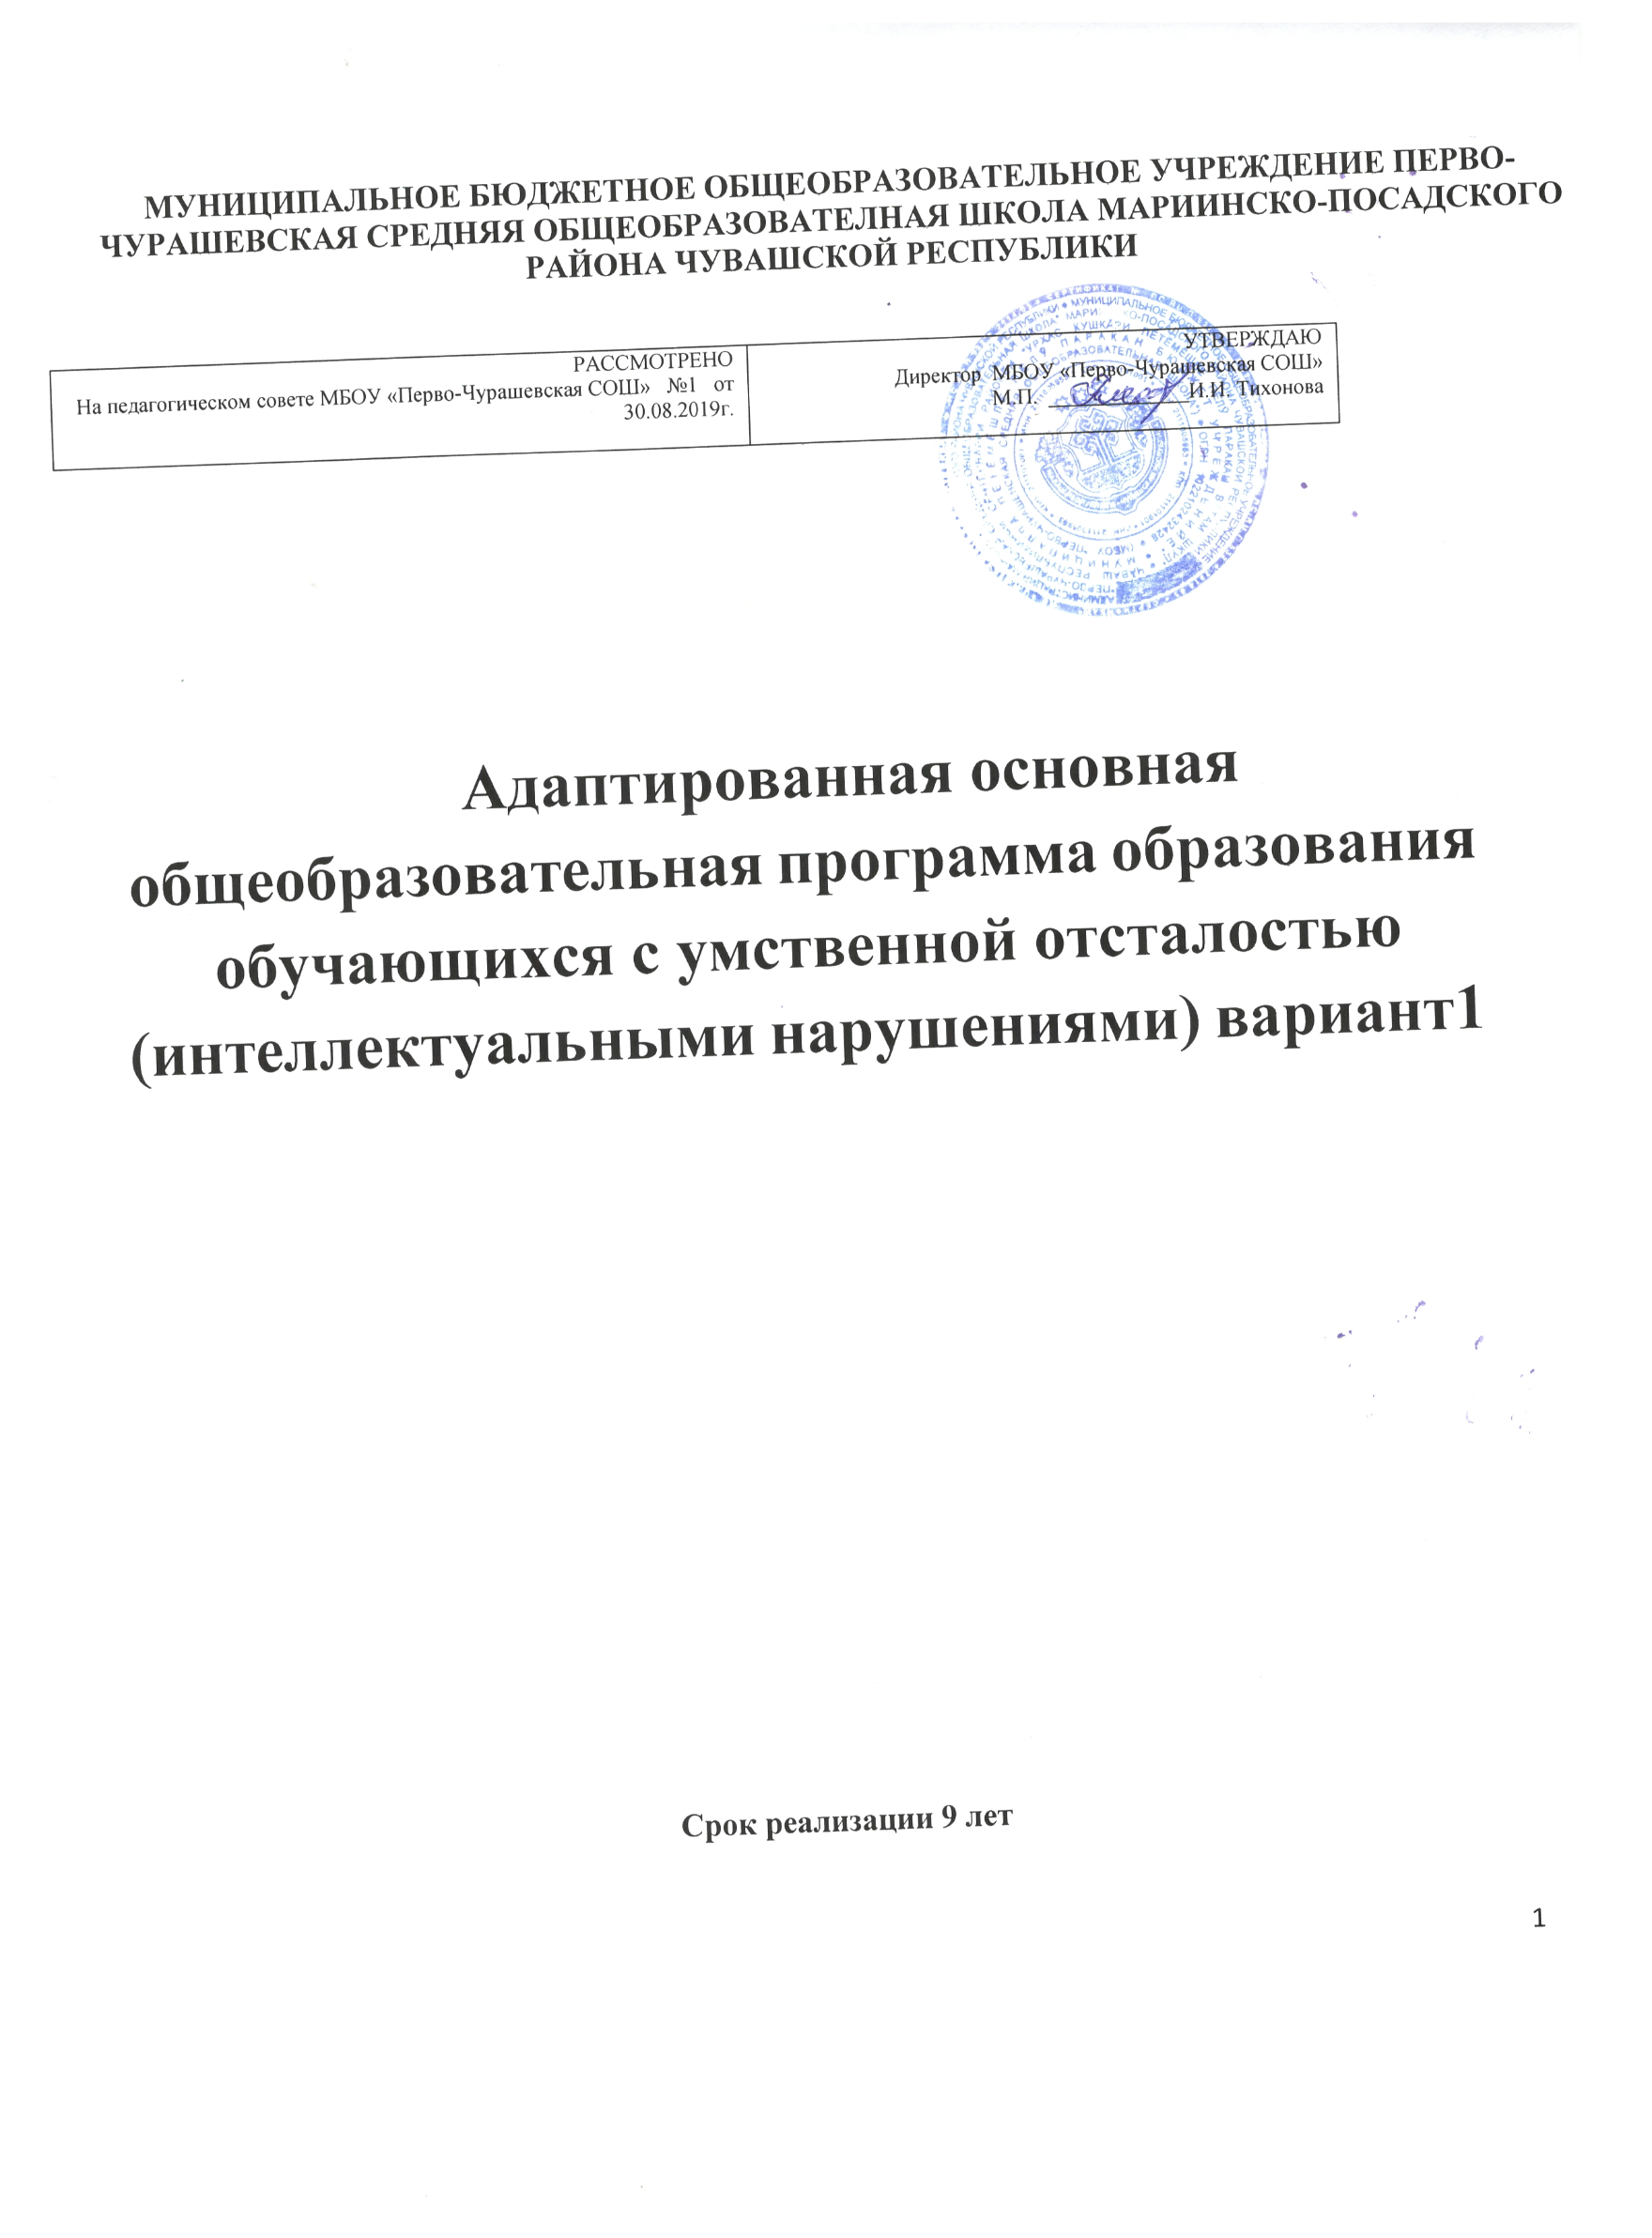 МУНИЦИПАЛЬНОЕ БЮДЖЕТНОЕ ОБЩЕОБРАЗОВАТЕЛЬНОЕ УЧРЕЖДЕНИЕ ПЕРВО-
ЧУРАШЕВСКАЯ СРЕДНЯЯ ОБЩЕОБРАЗОВАТЕЛНАЯ ШКОЛА МАРИИНСКО-ПОСАДСКОГО
РАЙОНА ЧУВАШСКОЙ РЕСПУБЛИКИ
РАССМОТРЕНО
На педагогическом совете МБОУ «Перво-Чурашевская СОШ» №1 от
30.08.2019г.
УТВЕРЖДАЮ
Директор МБОУ «Перво-Чурашевская СОШ»
М.П. И.И. Тихонова
Адаптированная основная
общеобразовательная программа образования
обучающихся с умственной отсталостью
(интеллектуальными нарушениями) вариант1
Срок реализации 9 лет
1